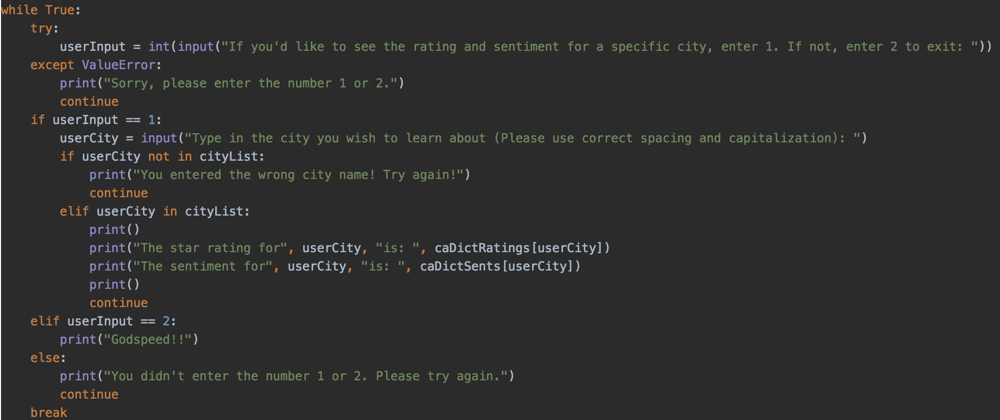 while True:
    try:
        userInput = int(input("If you'd like to see the rating and sentiment for a specific city, enter 1. If not, enter 2 to exit: "))
    except ValueError:
        print("Sorry, please enter the number 1 or 2.")
        continue
    if userInput == 1:
        userCity = input("Type in the city you wish to learn about (Please use correct spacing and capitalization): ")
        if userCity not in cityList:
            print("You entered the wrong city name! Try again!")
            continue
        elif userCity in cityList:
            print()
            print("The star rating for", userCity, "is: ", caDictRatings[userCity])
            print("The sentiment for", userCity, "is: ", caDictSents[userCity])
            print()
            continue
    elif userInput == 2:
        print("Godspeed!!")
    else:
        print("You didn't enter the number 1 or 2. Please try again.")
        continue
    break